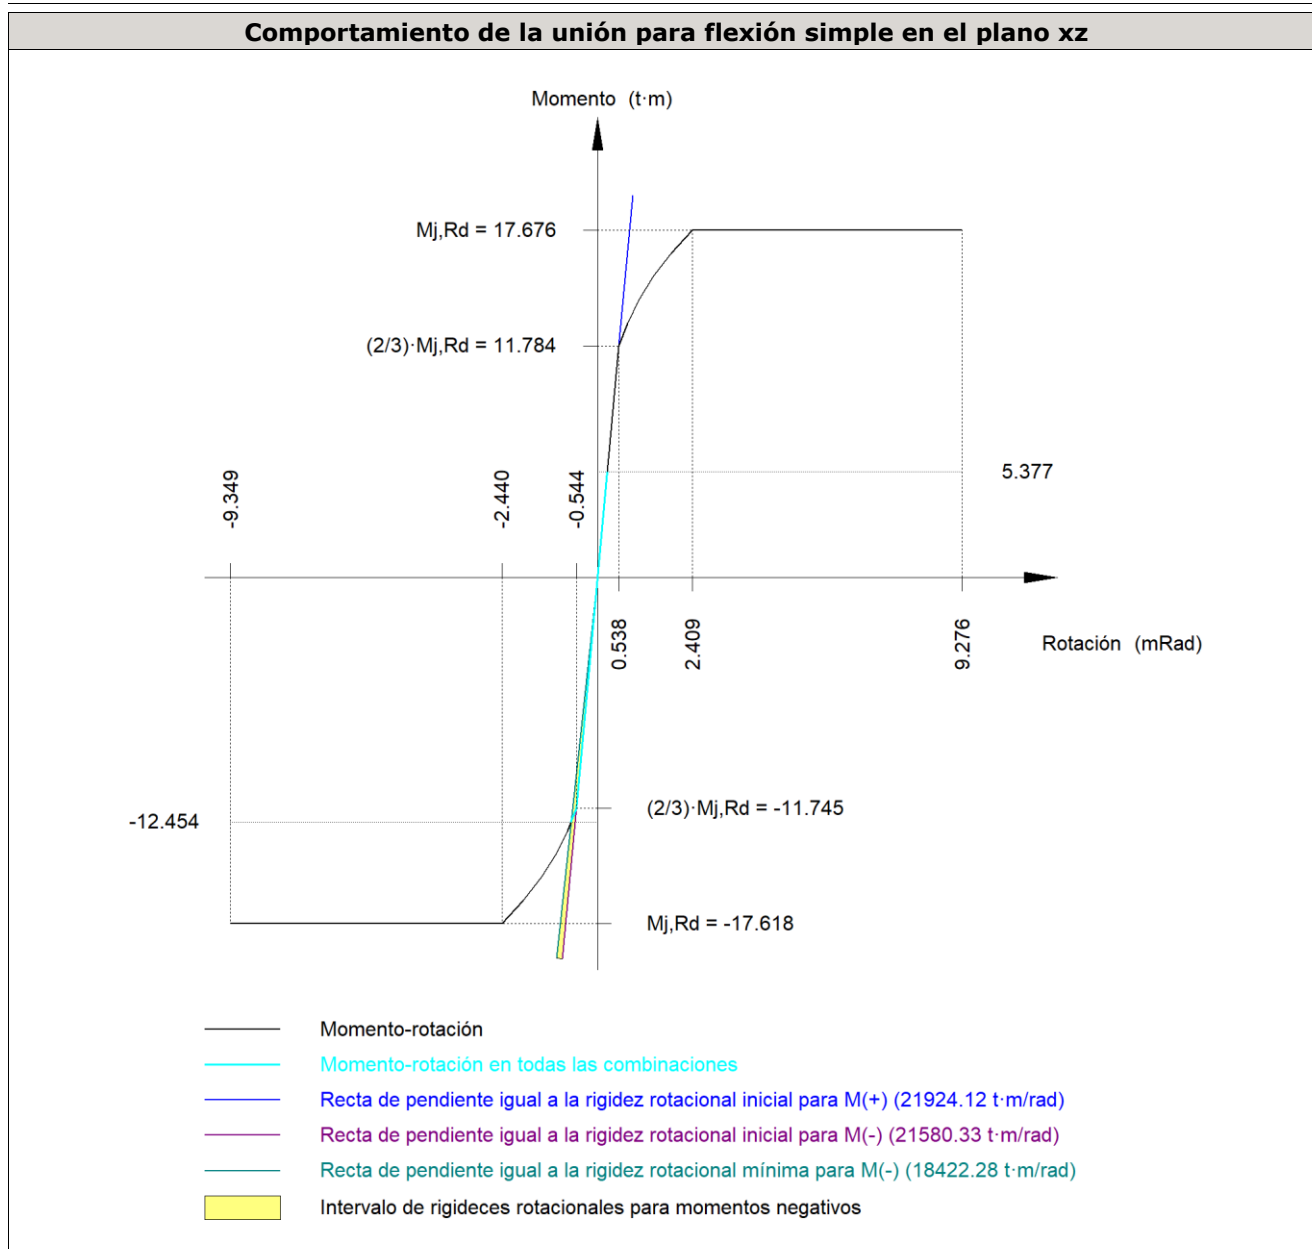 Comportamiento de la unión para flexión simple en el plano xz
Momento (t·m)
Mj,Rd = 17.676
(2/3)·Mj,Rd = 11.784
5.377
-9.349
-2.440
-0.544
0.538
2.409
9.276
Rotación (mRad)
(2/3)·Mj,Rd = -11.745
-12.454
Mj,Rd = -17.618
Momento-rotación
Momento-rotación en todas las combinaciones
Recta de pendiente igual a la rigidez rotacional inicial para M(+) (21924.12 t·m/rad)
Recta de pendiente igual a la rigidez rotacional inicial para M(-) (21580.33 t·m/rad)
Recta de pendiente igual a la rigidez rotacional mínima para M(-) (18422.28 t·m/rad)
Intervalo de rigideces rotacionales para momentos negativos